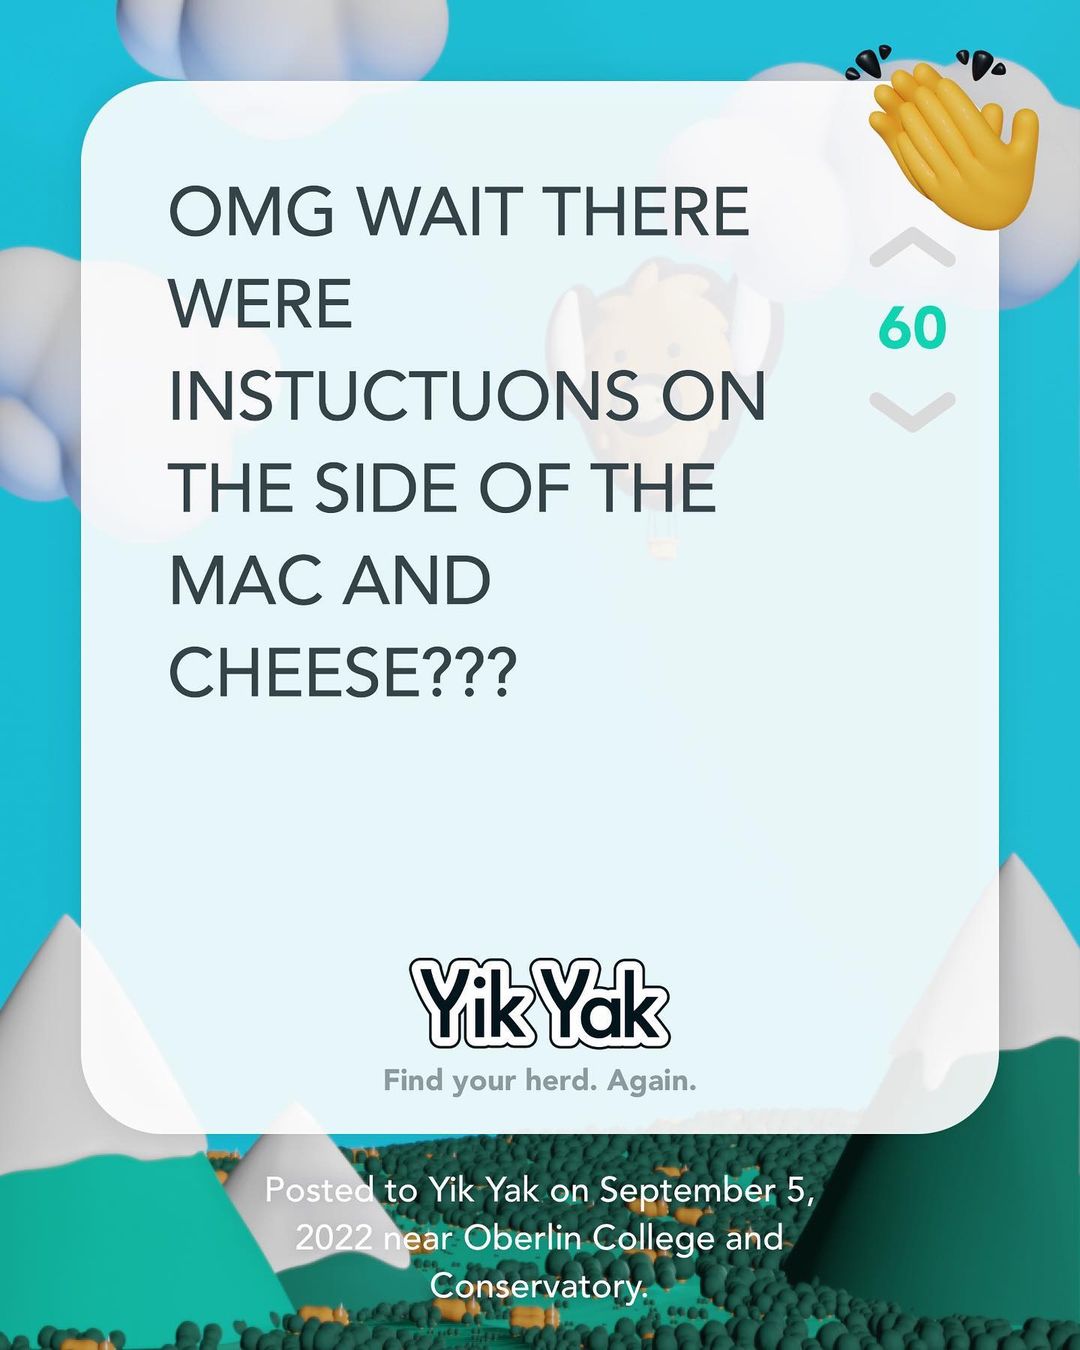 OMG WAIT THERE
WERE
INSTUCTUONS ON
THE SIDE OF THE
MAC AND
CHEESE???
60
Yik Yak
Find your herd. Again.
Posted to Yik Yak on September 5,
2022 near Oberlin College and
Conservatory.